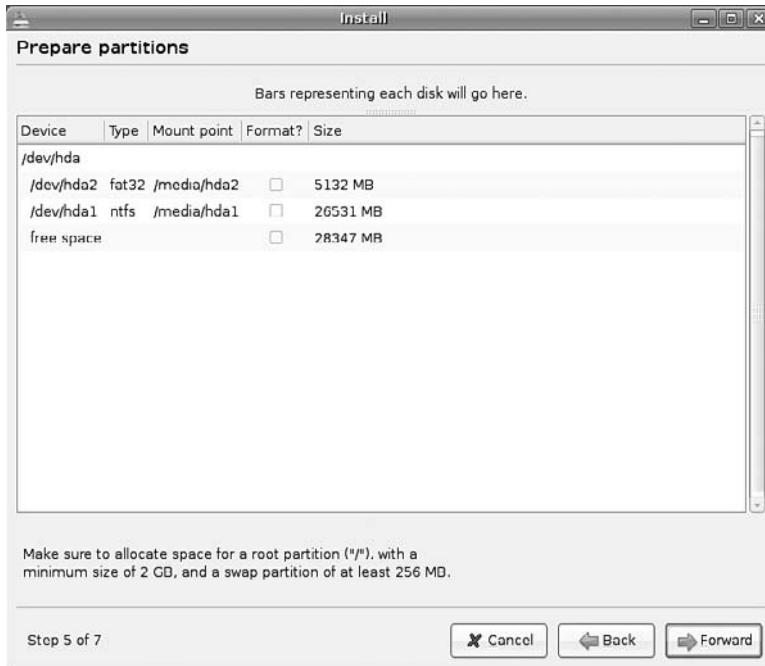 Install
Prepare partitions
Bars representing each disk will go here.
Device Type Mount point Format? Size
/dev/hda
/dev/hda2 fat32 /media/hda2 5132 MB
/dev/hda1 ntfs /media/hda1 26531 MB
free space 28347 MB
Make sure to allocate space for a root partition ("/"), with a
minimum size of 2 GB, and a swap partition of at least 256 MB.
Step 5 of 7
Cancel Back Forward